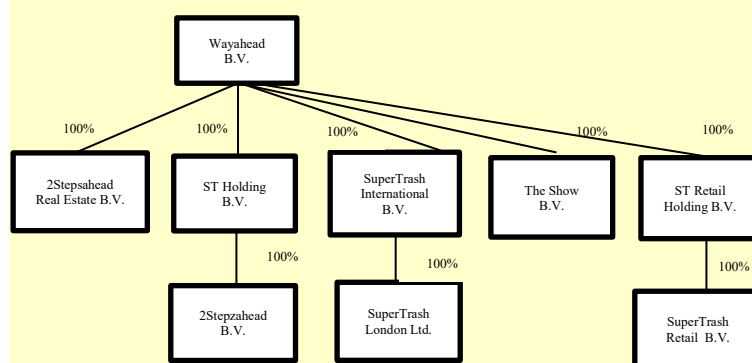 Wayahead
B.V.
100%
100%
100%
100%
100%
2Stepsahead
Real Estate B.V.
ST Holding
B.V.
SuperTrash
International
B.V.
The Show
B.V.
ST Retail
Holding B.V.
100%
100%
100%
2Stepzahead
B.V.
SuperTrash
London Ltd.
SuperTrash
Retail B.V.